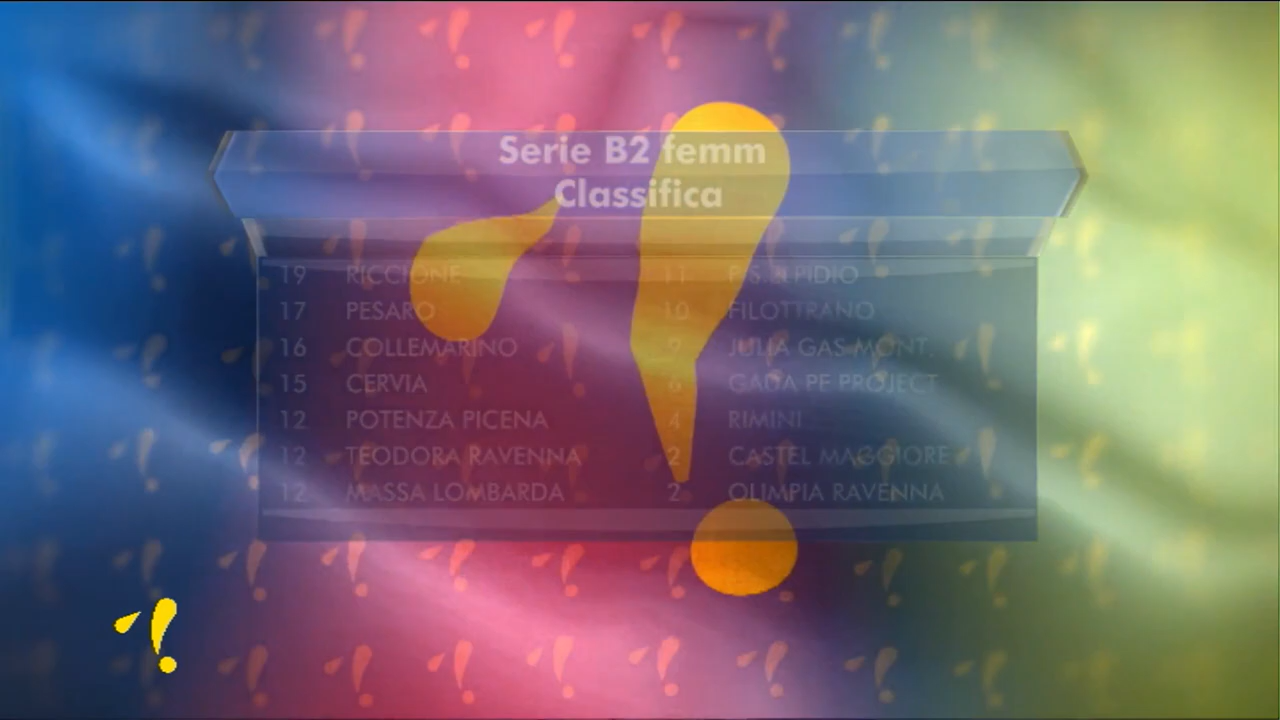 Serie B2 femm
Classifica
19 RICCIONE
17 PESARO
16 COLLEMARINO
15 CERVIA
12 POTENZA PICENA
12 TEODORA RAVENNA
12 MASSA LOMBARDA
11 P.S. ELPIDIO
10 FILOTTRANO
9 JULIA GAS MONT.
6 GADA PE PROJECT
4 RIMINI
2 CASTEL MAGGIORE
2 OLIMPIA RAVENNA